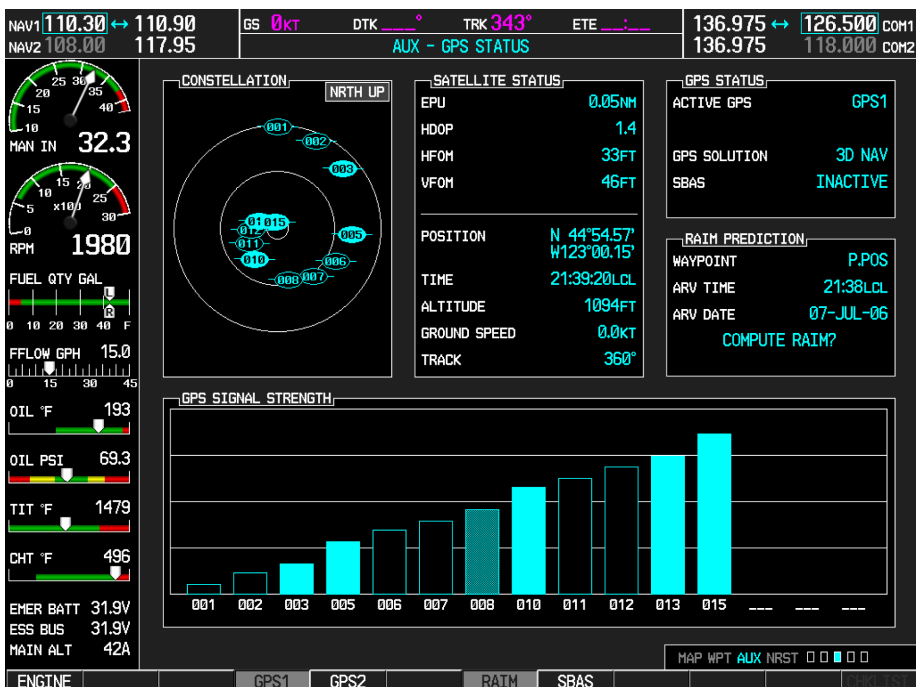 NAV1 110.30 ↔ 110.90
NAV2 108.00 117.95
GS 0KT DTK ___° TRK 343° ETE __:__
AUX - GPS STATUS
136.975 ↔ 126.500 COM1
136.975 118.000 COM2
25 30 35
15 40
10
MAN IN 32.3
15 20
10 25
5 x100 30
0
RPM 1980
FUEL QTY GAL
L
R
0 10 20 30 40 F
FFLOW GPH 15.0
0 15 30 45
OIL °F 193
OIL PSI 69.3
TIT °F 1479
CHT °F 496
EMER BATT 31.9V
ESS BUS 31.9V
MAIN ALT 42A
CONSTELLATION
NRTH UP
001
002
003
015
012
005
011
010
006
008 007
SATELLITE STATUS
EPU 0.05NM
HDOP 1.4
HFOM 33FT
VFOM 46FT
POSITION N 44°54.57'
W123°00.15'
TIME 21:39:20LCL
ALTITUDE 1094FT
GROUND SPEED 0.0KT
TRACK 360°
GPS STATUS
ACTIVE GPS GPS1
GPS SOLUTION 3D NAV
SBAS INACTIVE
RAIM PREDICTION
WAYPOINT P.POS
ARV TIME 21:38LCL
ARV DATE 07-JUL-06
COMPUTE RAIM?
GPS SIGNAL STRENGTH
001 002 003 005 006 007 008 010 011 012 013 015 ___ ___ ___
MAP WPT AUX NRST
ENGINE GPS1 GPS2 RAIM SBAS CHKLIST